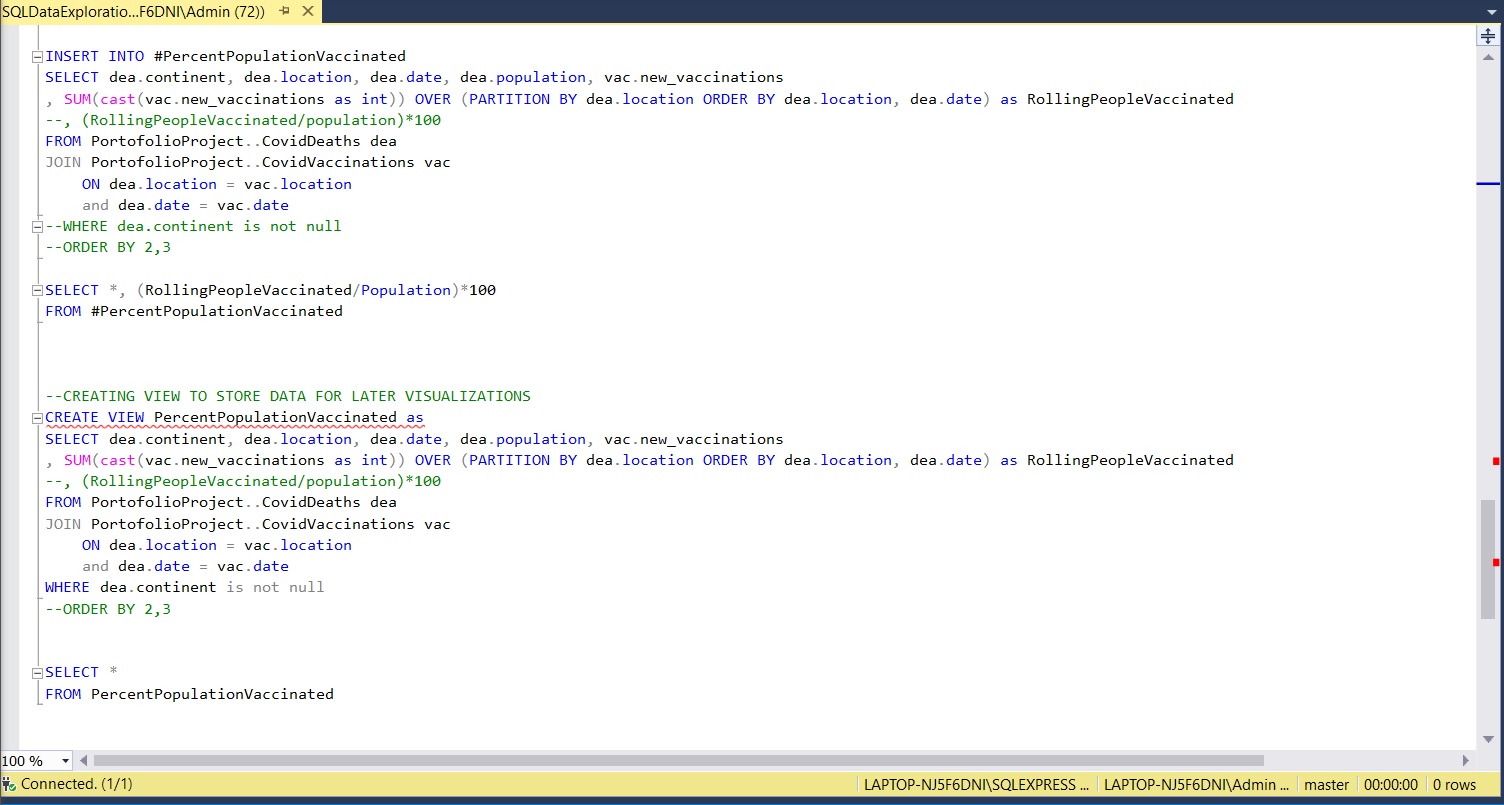 SQLDataExploratio...F6DNI\Admin (72))
INSERT INTO #PercentPopulationVaccinated
SELECT dea.continent, dea.location, dea.date, dea.population, vac.new_vaccinations
, SUM(cast(vac.new_vaccinations as int)) OVER (PARTITION BY dea.location ORDER BY dea.location, dea.date) as RollingPeopleVaccinated
--, (RollingPeopleVaccinated/population)*100
FROM PortofolioProject..CovidDeaths dea
JOIN PortofolioProject..CovidVaccinations vac
    ON dea.location = vac.location
    and dea.date = vac.date
--WHERE dea.continent is not null
--ORDER BY 2,3
SELECT *, (RollingPeopleVaccinated/Population)*100
FROM #PercentPopulationVaccinated
--CREATING VIEW TO STORE DATA FOR LATER VISUALIZATIONS
CREATE VIEW PercentPopulationVaccinated as
SELECT dea.continent, dea.location, dea.date, dea.population, vac.new_vaccinations
, SUM(cast(vac.new_vaccinations as int)) OVER (PARTITION BY dea.location ORDER BY dea.location, dea.date) as RollingPeopleVaccinated
--, (RollingPeopleVaccinated/population)*100
FROM PortofolioProject..CovidDeaths dea
JOIN PortofolioProject..CovidVaccinations vac
    ON dea.location = vac.location
    and dea.date = vac.date
WHERE dea.continent is not null
--ORDER BY 2,3
SELECT *
FROM PercentPopulationVaccinated
100 %
Connected. (1/1) LAPTOP-NJ5F6DNI\SQLEXPRESS ... LAPTOP-NJ5F6DNI\Admin ... master 00:00:00 0 rows